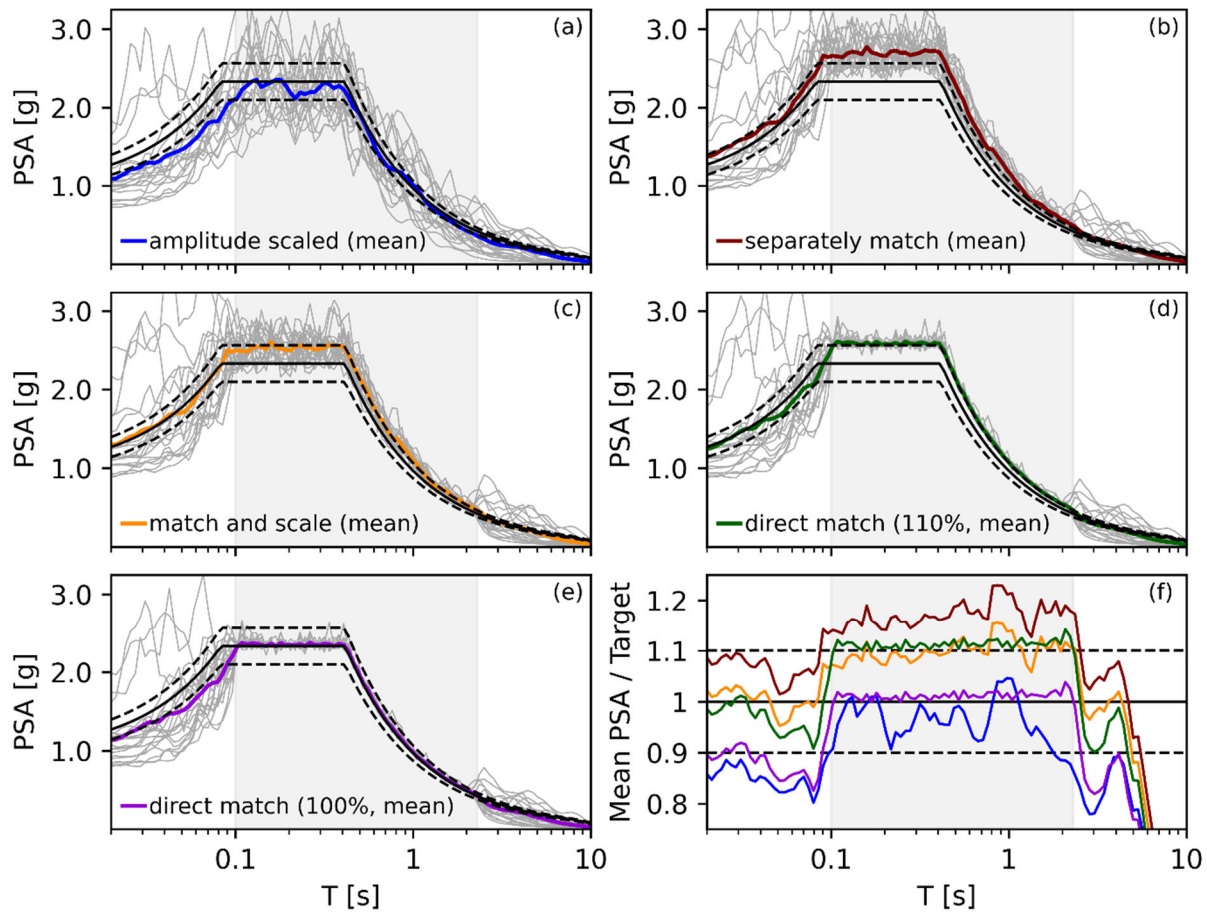 3.0
(a)
2.0
1.0
PSA [g]
amplitude scaled (mean)
3.0
(b)
2.0
1.0
PSA [g]
separately match (mean)
3.0
(c)
2.0
1.0
PSA [g]
match and scale (mean)
3.0
(d)
2.0
1.0
PSA [g]
direct match (110%, mean)
3.0
(e)
2.0
1.0
PSA [g]
direct match (100%, mean)
0.1
1
10
T [s]
1.2
(f)
1.1
1
0.9
0.8
Mean PSA / Target
0.1
1
10
T [s]